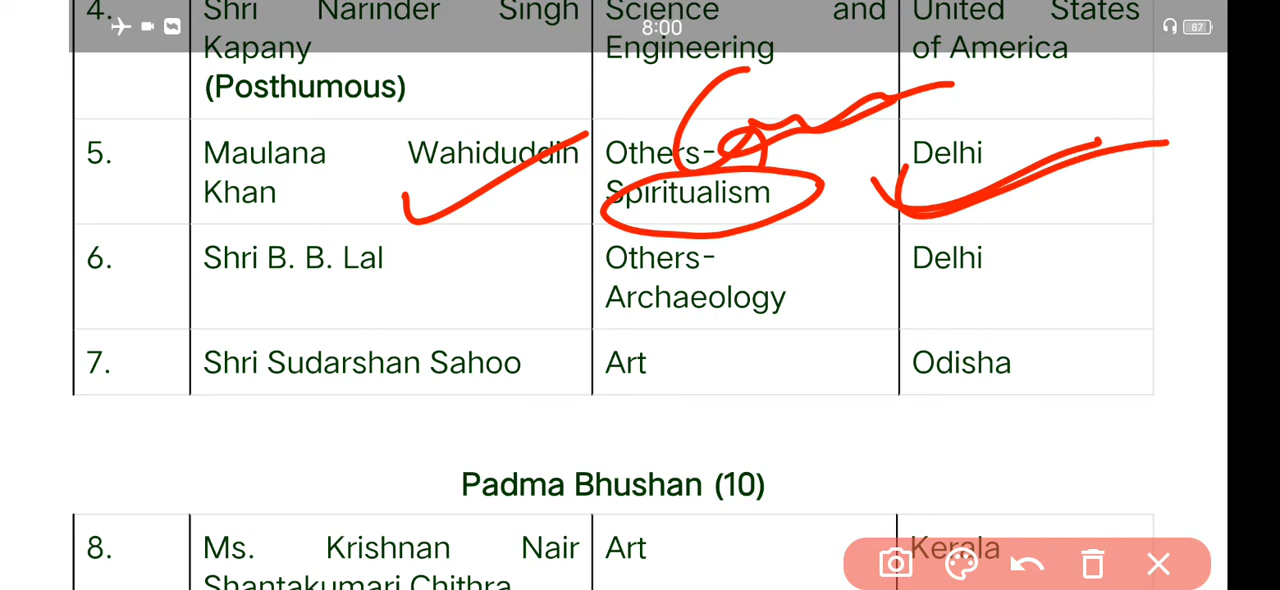 4. Shri Narinder Singh Science and United States
8:00 87
Kapany Engineering of America
(Posthumous)
5. Maulana Wahiduddin Others- Delhi
Khan Spiritualism
6. Shri B. B. Lal Others- Delhi
Archaeology
7. Shri Sudarshan Sahoo Art Odisha
Padma Bhushan (10)
8. Ms. Krishnan Nair Art Kerala
Shantakumari Chithra